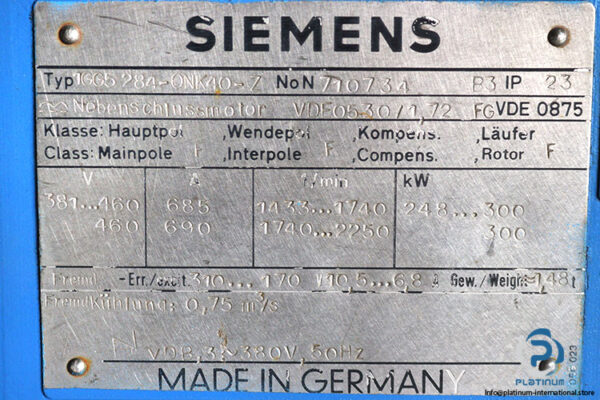 SIEMENS
Typ 1GG5 284-0NK40-Z No N 710734 B3 IP 23
Nebenschlussmotor VDE0530/1,72 FG VDE 0875
Klasse: Hauptpol ,Wendepol ,Kompens. ,Läufer
Class: Mainpole F ,Interpole F ,Compens. ,Rotor F
V A 1/min kW
381...460 685 1433...1740 248...300
460 690 1740...2250 300
Fremd -Err./excit. 310...170 V 10,5...6,8 A Gew./Weight 1,48 t
Fremdkühlung: 0,75 m³/s
380V, 50Hz
MADE IN GERMANY
PLATINUM
023
info@platinum-international.store